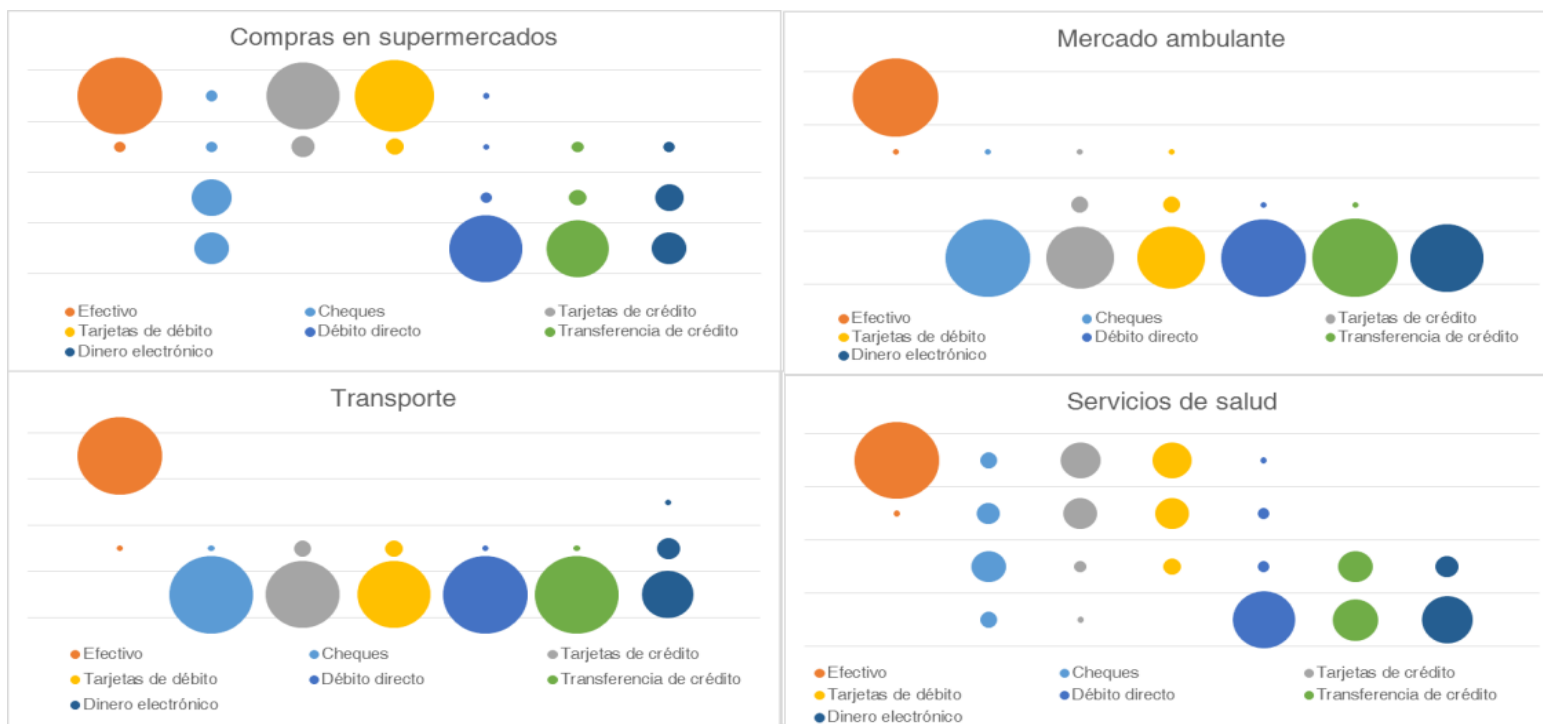 Compras en supermercados
Efectivo Cheques Tarjetas de crédito
Tarjetas de débito Débito directo Transferencia de crédito
Dinero electrónico
Mercado ambulante
Efectivo Cheques Tarjetas de crédito
Tarjetas de débito Débito directo Transferencia de crédito
Dinero electrónico
Transporte
Efectivo Cheques Tarjetas de crédito
Tarjetas de débito Débito directo Transferencia de crédito
Dinero electrónico
Servicios de salud
Efectivo Cheques Tarjetas de crédito
Tarjetas de débito Débito directo Transferencia de crédito
Dinero electrónico